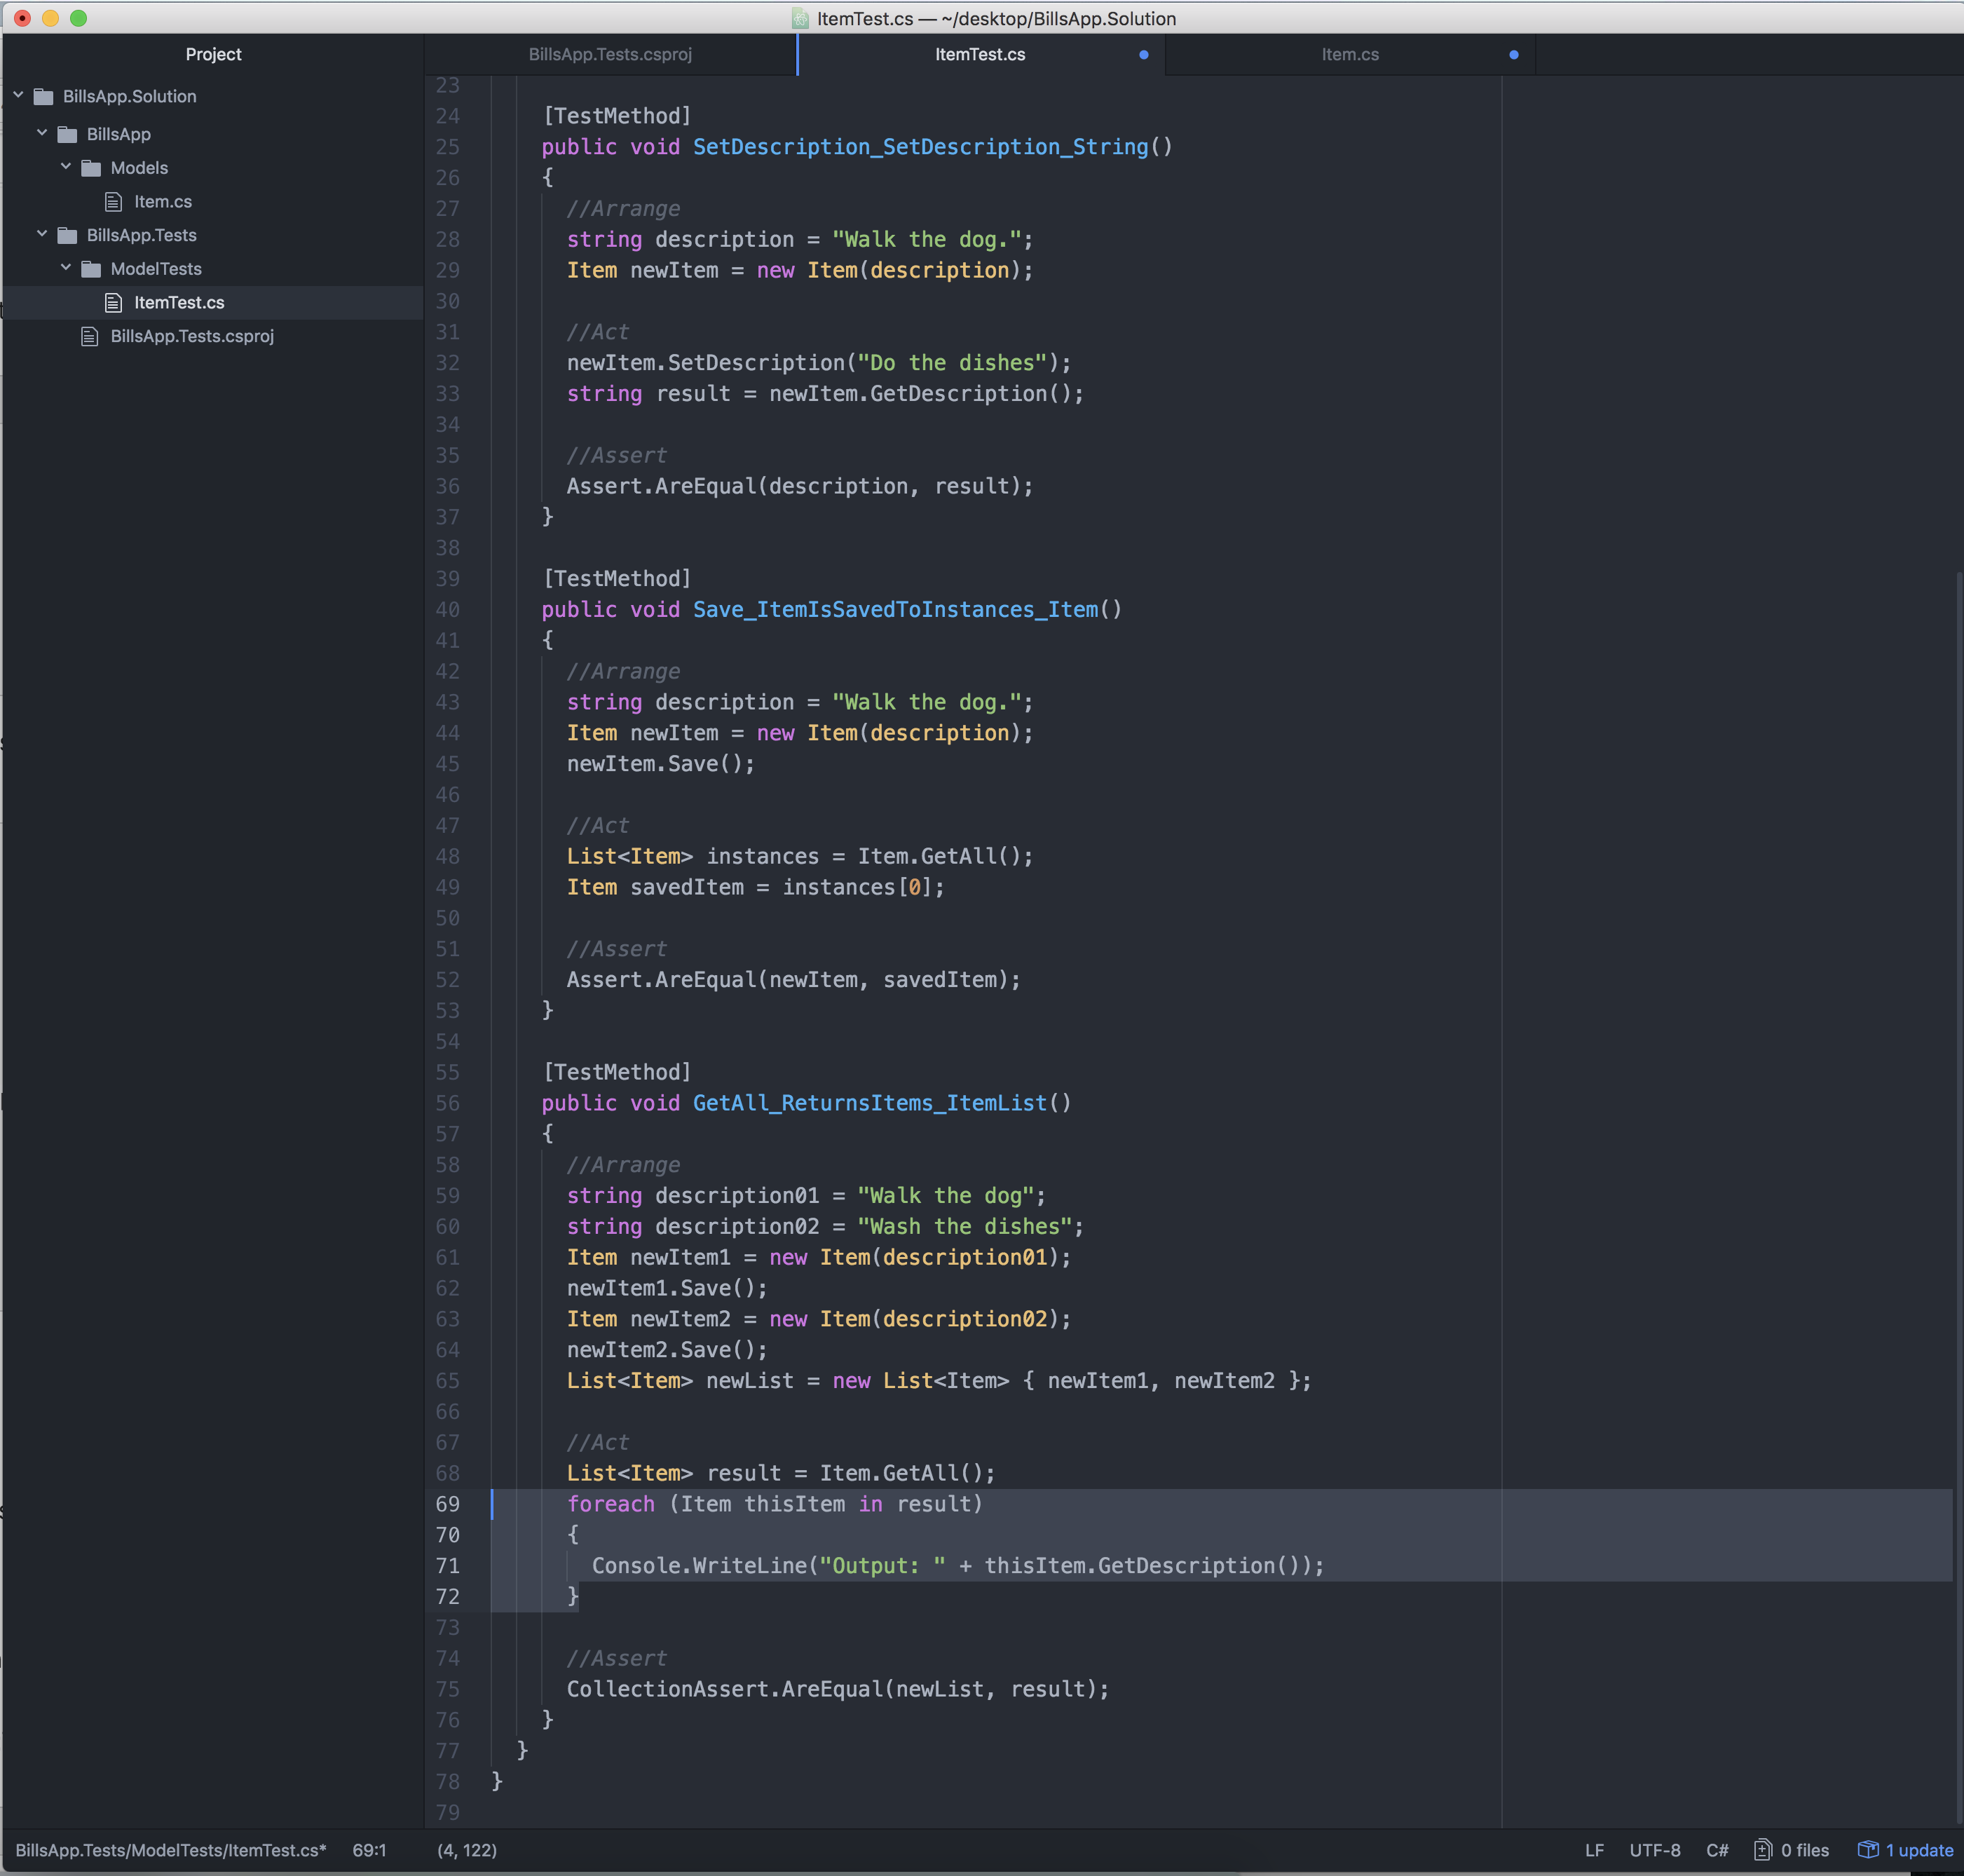 ItemTest.cs — ~/desktop/BillsApp.Solution
Project
BillsApp.Tests.csproj
ItemTest.cs
Item.cs
BillsApp.Solution
BillsApp
Models
Item.cs
BillsApp.Tests
ModelTests
ItemTest.cs
BillsApp.Tests.csproj
23
24 [TestMethod]
25 public void SetDescription_SetDescription_String()
26 {
27 //Arrange
28 string description = "Walk the dog.";
29 Item newItem = new Item(description);
30
31 //Act
32 newItem.SetDescription("Do the dishes");
33 string result = newItem.GetDescription();
34
35 //Assert
36 Assert.AreEqual(description, result);
37 }
38
39 [TestMethod]
40 public void Save_ItemIsSavedToInstances_Item()
41 {
42 //Arrange
43 string description = "Walk the dog.";
44 Item newItem = new Item(description);
45 newItem.Save();
46
47 //Act
48 List<Item> instances = Item.GetAll();
49 Item savedItem = instances[0];
50
51 //Assert
52 Assert.AreEqual(newItem, savedItem);
53 }
54
55 [TestMethod]
56 public void GetAll_ReturnsItems_ItemList()
57 {
58 //Arrange
59 string description01 = "Walk the dog";
60 string description02 = "Wash the dishes";
61 Item newItem1 = new Item(description01);
62 newItem1.Save();
63 Item newItem2 = new Item(description02);
64 newItem2.Save();
65 List<Item> newList = new List<Item> { newItem1, newItem2 };
66
67 //Act
68 List<Item> result = Item.GetAll();
69 foreach (Item thisItem in result)
70 {
71 Console.WriteLine("Output: " + thisItem.GetDescription());
72 }
73
74 //Assert
75 CollectionAssert.AreEqual(newList, result);
76 }
77 }
78 }
79
BillsApp.Tests/ModelTests/ItemTest.cs* 69:1 (4, 122) LF UTF-8 C# 0 files 1 update